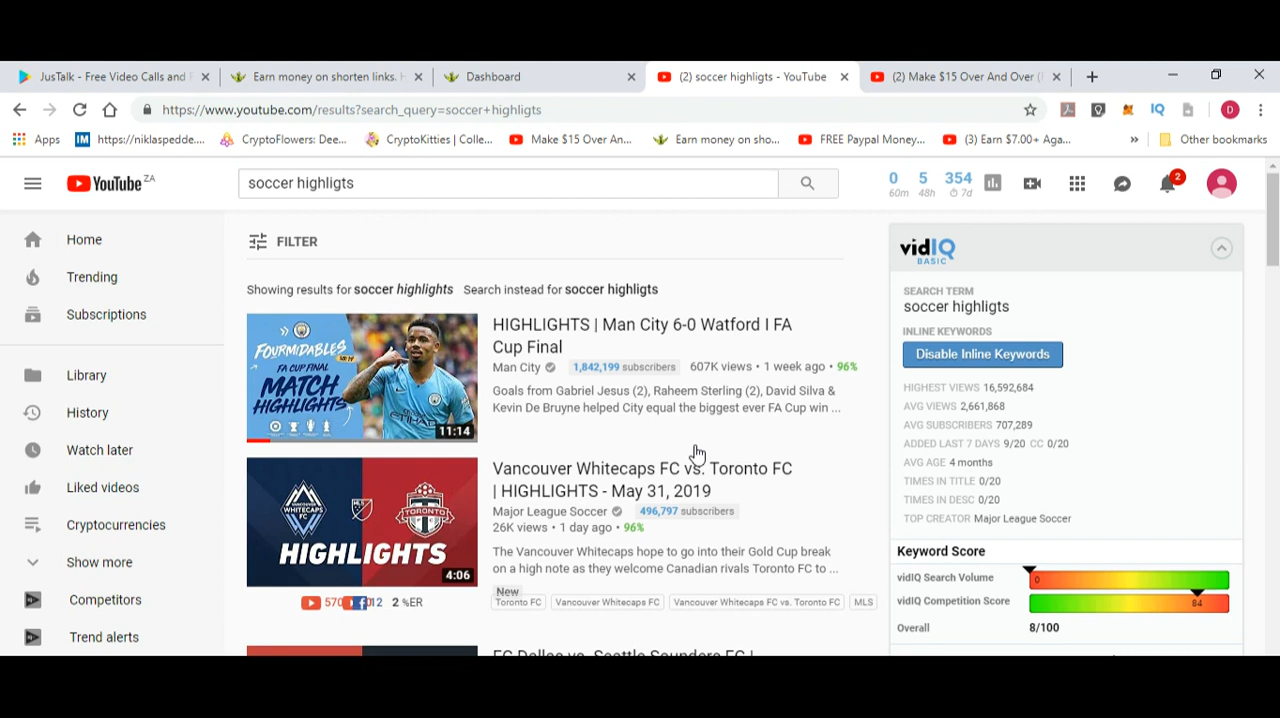 JusTalk - Free Video Calls and
Earn money on shorten links.
Dashboard
(2) soccer highligts - YouTube
(2) Make $15 Over And Over (
https://www.youtube.com/results?search_query=soccer+highligts
IQ
D
Apps
IM
https://niklaspedde....
CryptoFlowers: Dee...
CryptoKitties | Colle...
Make $15 Over An...
Earn money on sho...
FREE Paypal Money...
(3) Earn $7.00+ Aga...
»
Other bookmarks
YouTube ZA
soccer highligts
0 5 354
60m 48h 7d
2
Home
Trending
Subscriptions
Library
History
Watch later
Liked videos
Cryptocurrencies
Show more
Competitors
Trend alerts
FILTER
Showing results for soccer highlights Search instead for soccer highligts
FOURMIDABLES
FA CUP FINAL
MATCH
HIGHLIGHTS
11:14
HIGHLIGHTS | Man City 6-0 Watford I FA
Cup Final
Man City 1,842,199 subscribers 607K views • 1 week ago • 96%
Goals from Gabriel Jesus (2), Raheem Sterling (2), David Silva &
Kevin De Bruyne helped City equal the biggest ever FA Cup win ...
HIGHLIGHTS
4:06
Vancouver Whitecaps FC vs. Toronto FC
| HIGHLIGHTS - May 31, 2019
Major League Soccer 496,797 subscribers
26K views • 1 day ago • 96%
The Vancouver Whitecaps hope to go into their Gold Cup break
on a high note as they welcome Canadian rivals Toronto FC to ...
New
Toronto FC Vancouver Whitecaps FC Vancouver Whitecaps FC vs. Toronto FC MLS
2 %ER
FC Dallas vs. Seattle Sounders FC |
vidIQ
BASIC
SEARCH TERM
soccer highligts
INLINE KEYWORDS
Disable Inline Keywords
HIGHEST VIEWS 16,592,684
AVG VIEWS 2,661,868
AVG SUBSCRIBERS 707,289
ADDED LAST 7 DAYS 9/20 CC 0/20
AVG AGE 4 months
TIMES IN TITLE 0/20
TIMES IN DESC 0/20
TOP CREATOR Major League Soccer
Keyword Score
vidIQ Search Volume 0
vidIQ Competition Score 84
Overall 8/100